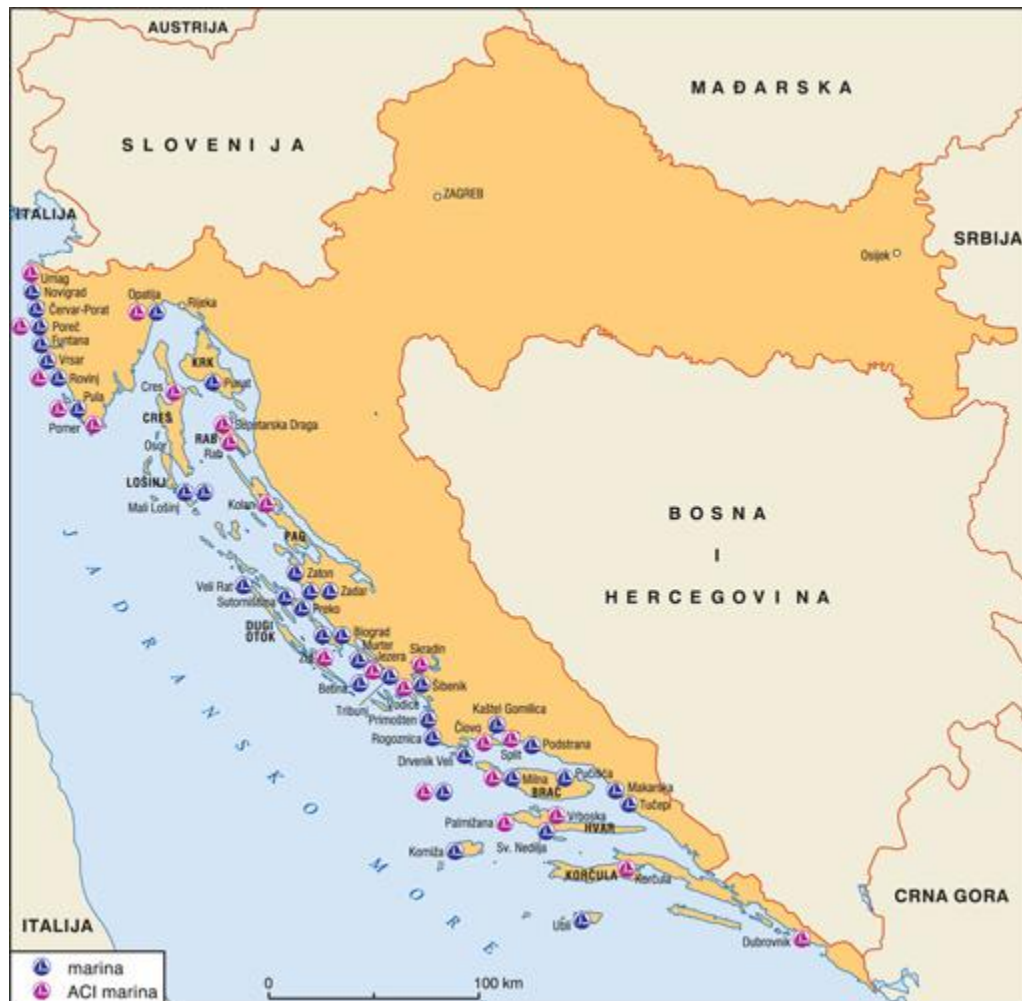 AUSTRIJA
MAĐARSKA
SLOVENIJA
ZAGREB
ITALIJA
SRBIJA
Osijek
Umag
Novigrad
Opatija
Rijeka
Červar-Porat
Poreč
Funtana
Vrsar
KRK
Rovinj
Cres
Punat
Pula
Pomer
CRES
Supetarska Draga
RAB
Rab
Osor
LOŠINJ
Mali Lošinj
Kolan
BOSNA
I
HERCEGOVINA
PAG
JADRANSKO MORE
Zaton
Veli Rat
Zadar
Sutomišćica
Preko
DUGI
OTOK
Biograd
Murter
Jezera
Skradin
Žut
Betina
Šibenik
Vodice
Tribunj
Kaštel Gomilica
Primošten
Čiovo
Rogoznica
Split
Podstrana
Drvenik Veli
Milna
Pučišća
BRAČ
Makarska
Tučepi
Vrboska
Palmižana
HVAR
Sv. Nedilja
Komiža
KORČULA
Korčula
CRNA GORA
ITALIJA
Ubli
Dubrovnik
marina
ACI marina
0
100 km